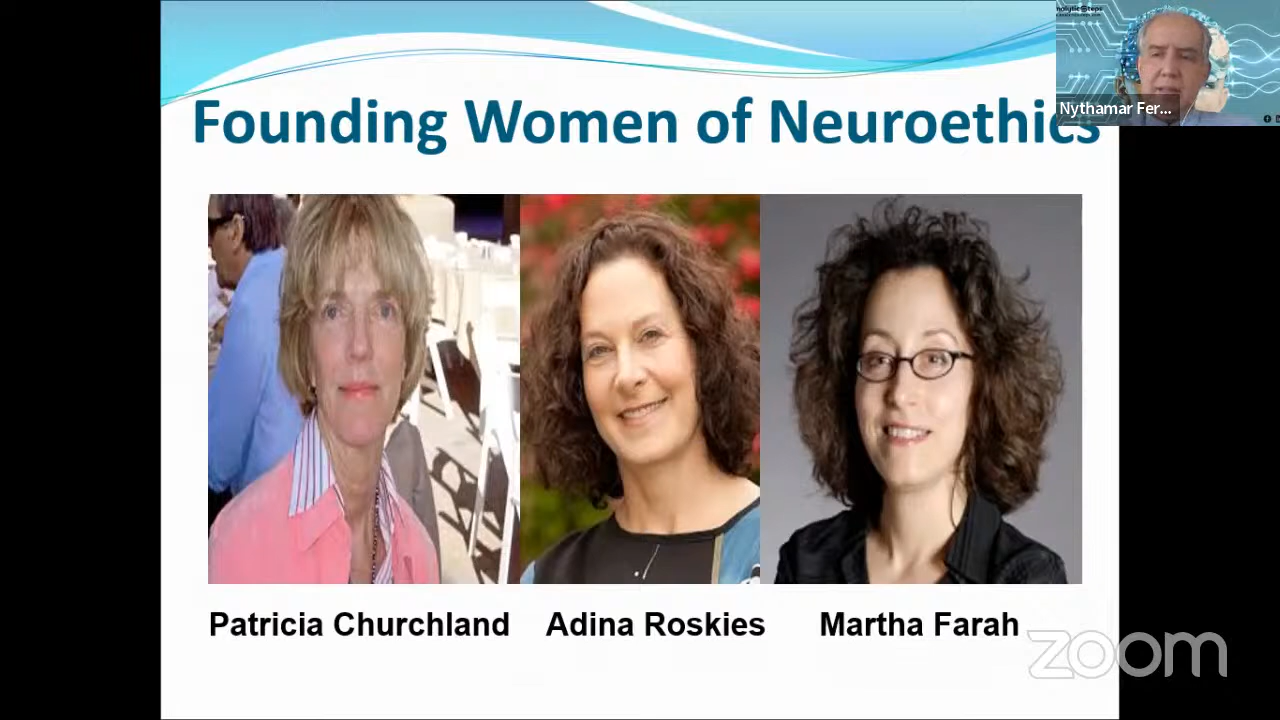 Founding Women of Neuroethics
Nythamar Fer...
Patricia Churchland
Adina Roskies
Martha Farah
zoom